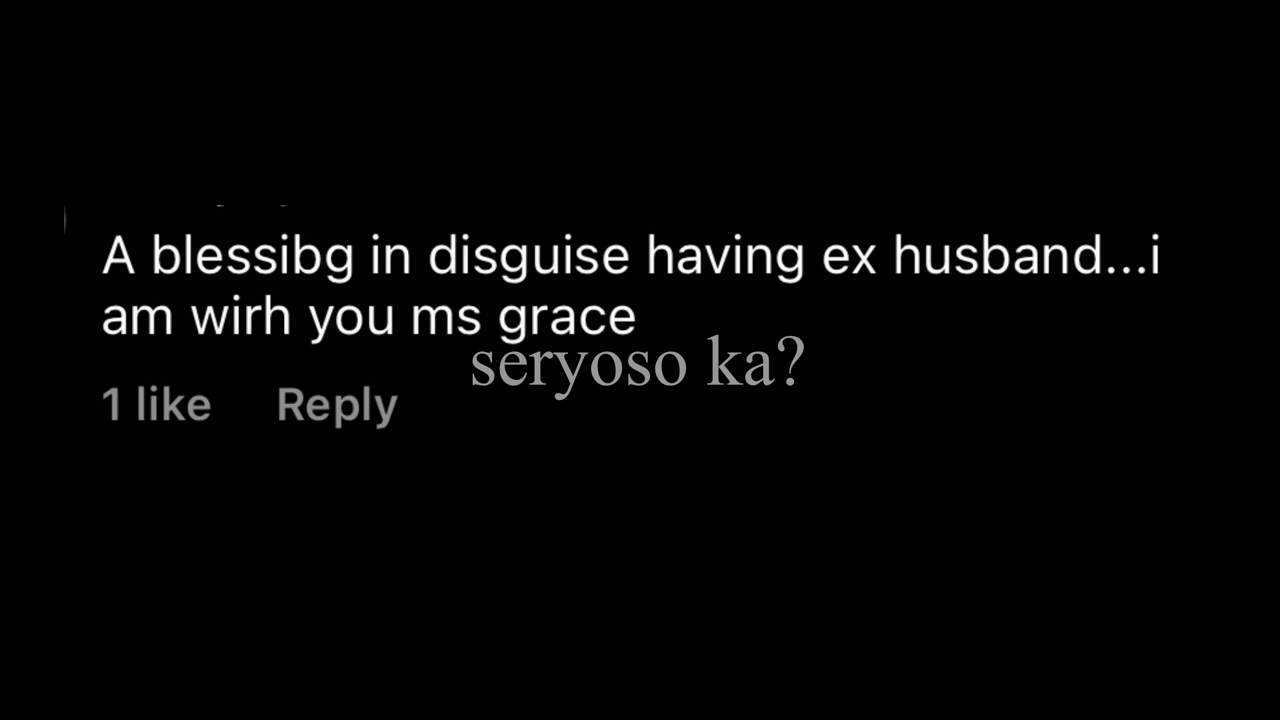 A blessibg in disguise having ex husband...i
am wirh you ms grace
seryoso ka?
1 like Reply